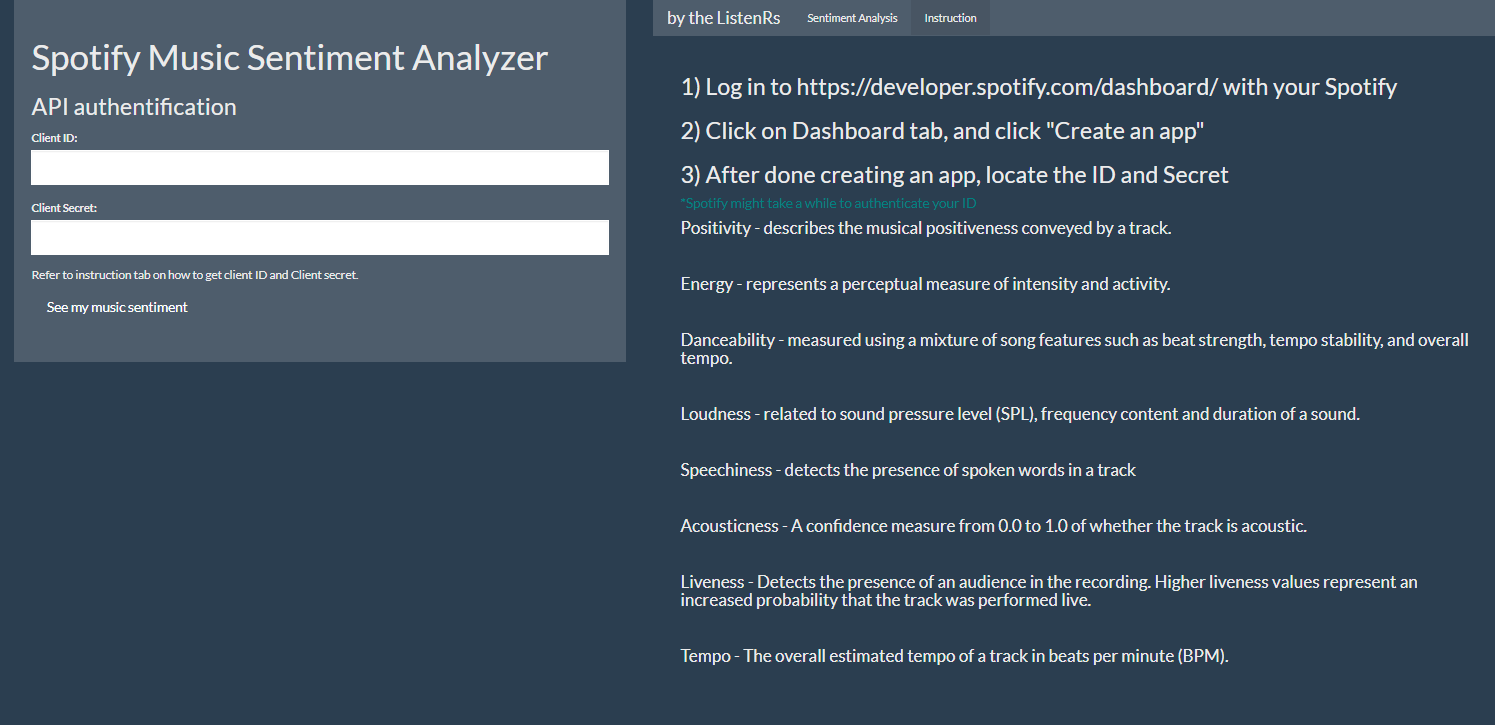 Spotify Music Sentiment Analyzer
API authentification
Client ID:
Client Secret:
Refer to instruction tab on how to get client ID and Client secret.
See my music sentiment
by the ListenRs
Sentiment Analysis
Instruction
1) Log in to https://developer.spotify.com/dashboard/ with your Spotify
2) Click on Dashboard tab, and click "Create an app"
3) After done creating an app, locate the ID and Secret
*Spotify might take a while to authenticate your ID
Positivity - describes the musical positiveness conveyed by a track.
Energy - represents a perceptual measure of intensity and activity.
Danceability - measured using a mixture of song features such as beat strength, tempo stability, and overall
tempo.
Loudness - related to sound pressure level (SPL), frequency content and duration of a sound.
Speechiness - detects the presence of spoken words in a track
Acousticness - A confidence measure from 0.0 to 1.0 of whether the track is acoustic.
Liveness - Detects the presence of an audience in the recording. Higher liveness values represent an
increased probability that the track was performed live.
Tempo - The overall estimated tempo of a track in beats per minute (BPM).